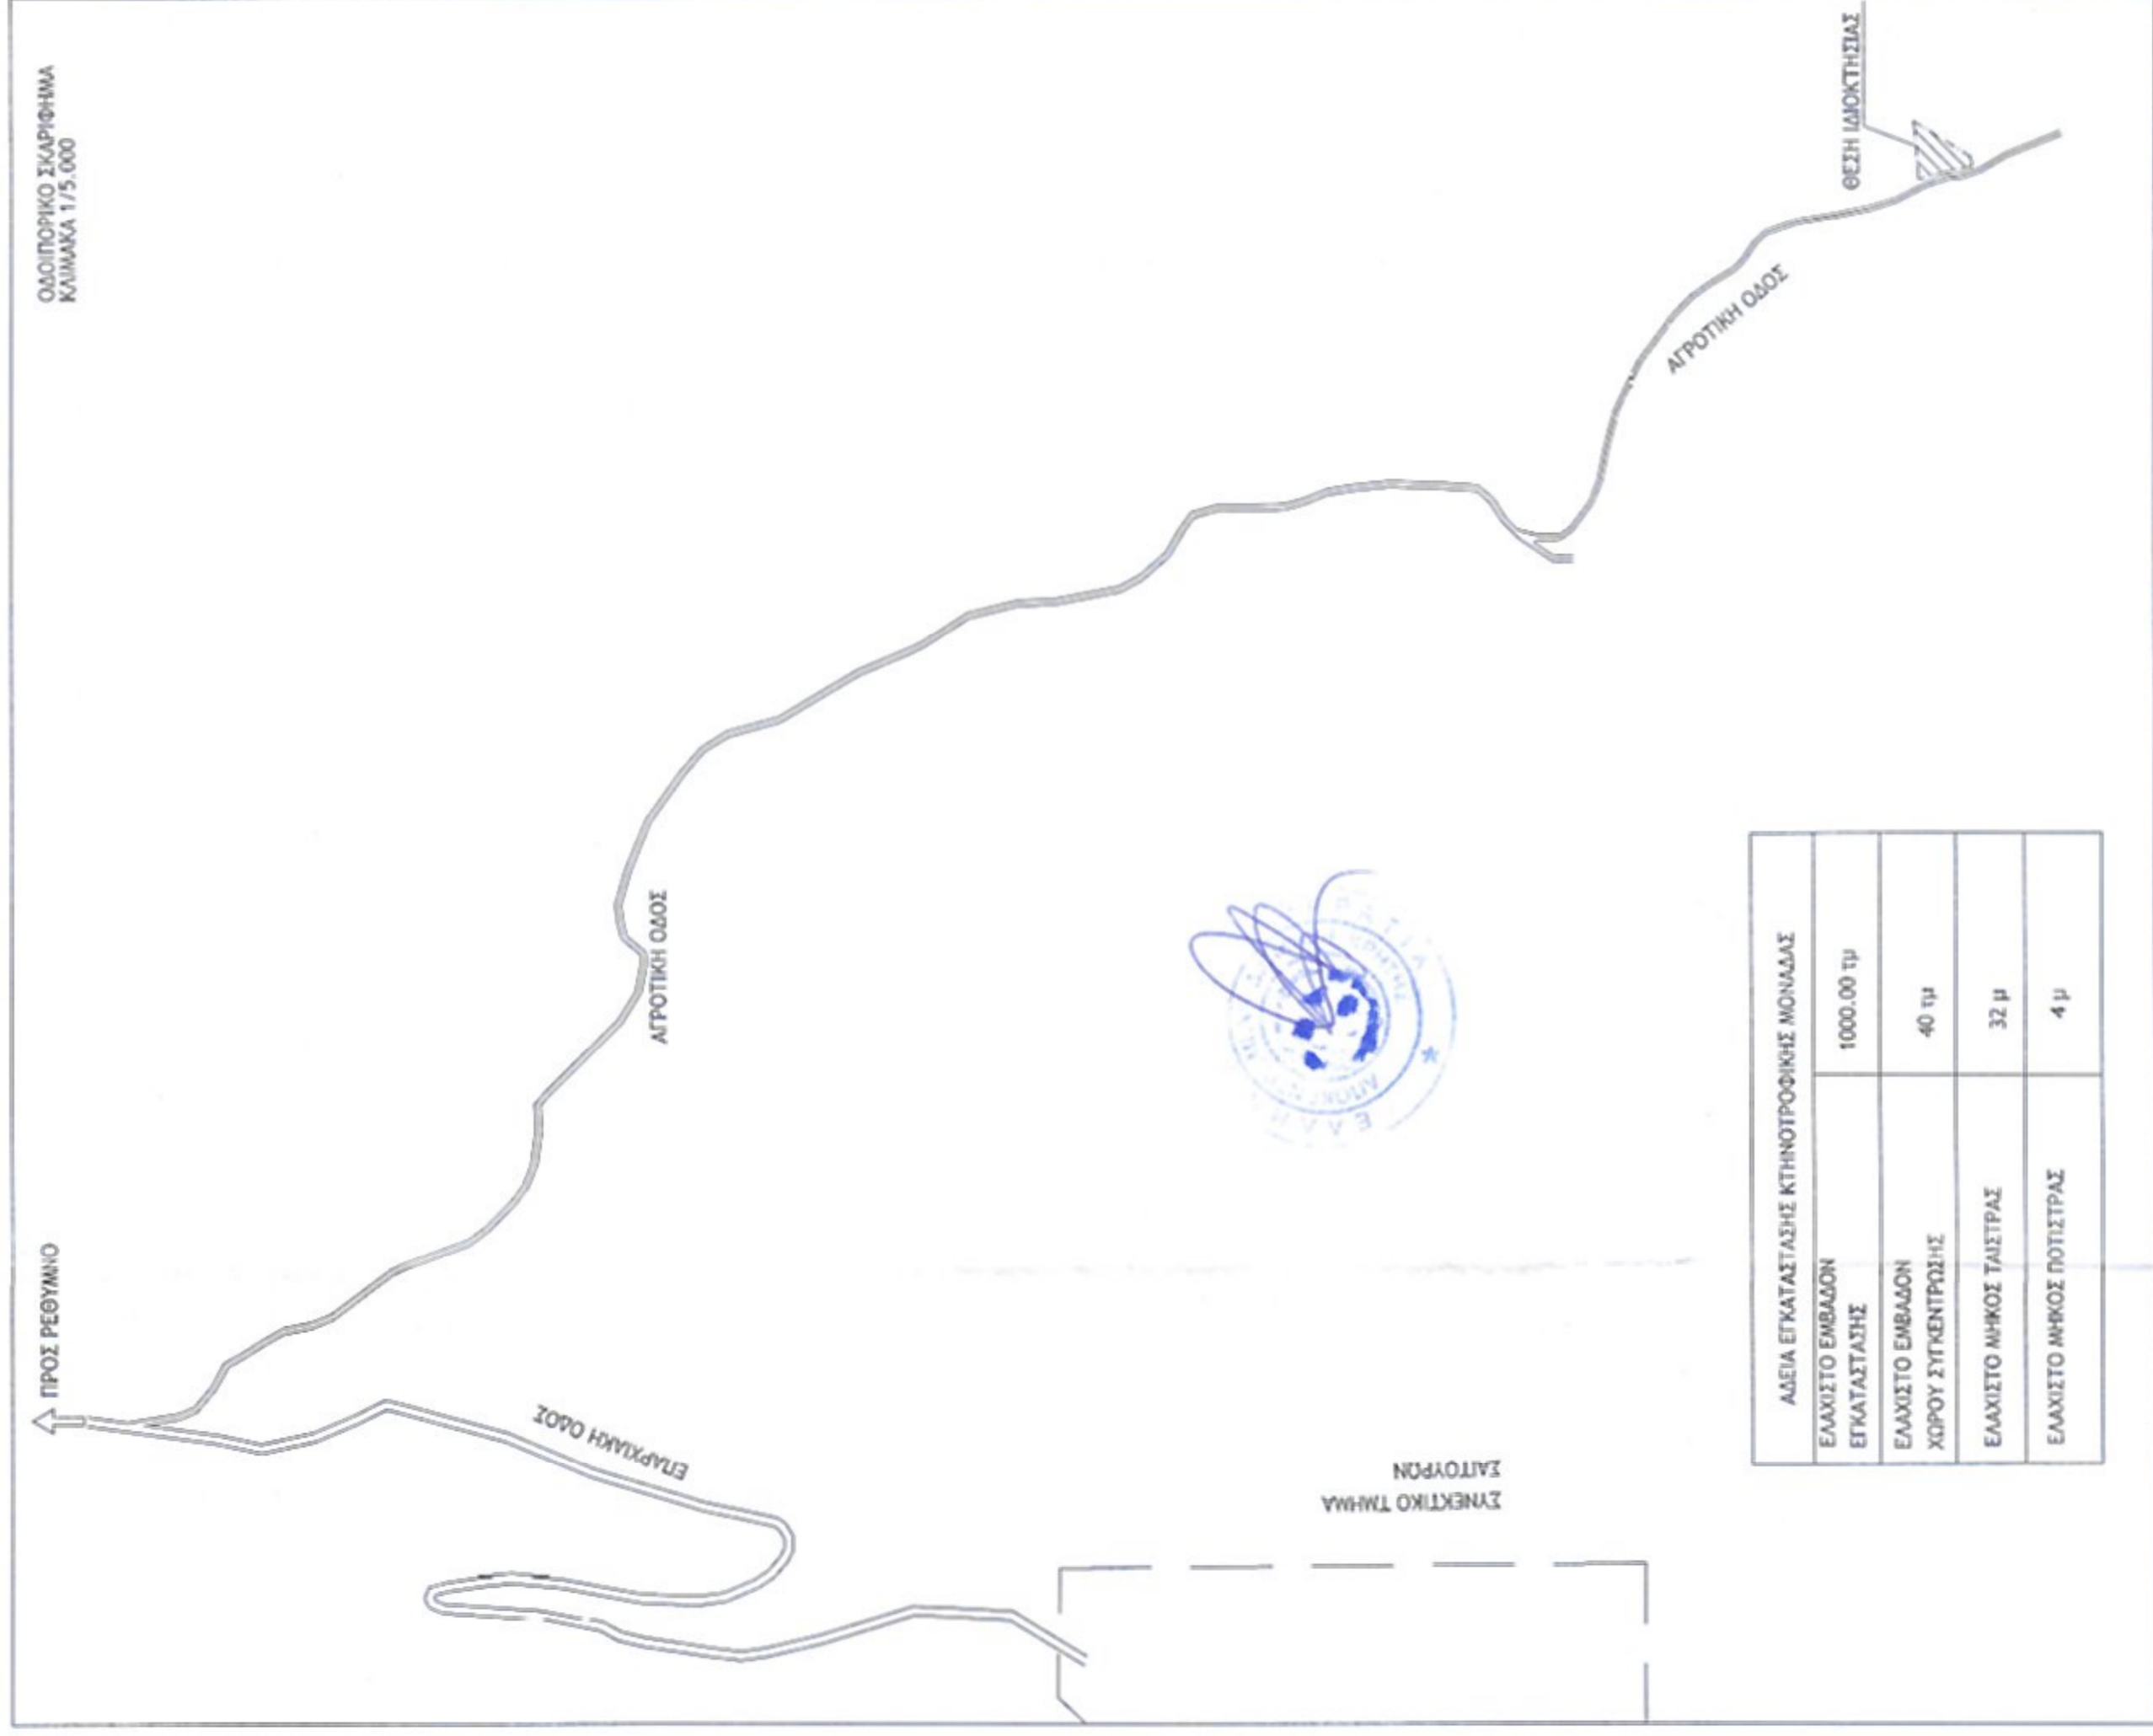 ΟΔΟΙΠΟΡΙΚΟ ΣΚΑΡΙΦΗΜΑ
ΚΛΙΜΑΚΑ 1/5.000
ΠΡΟΣ ΡΕΘΥΜΝΟ
ΕΠΑΡΧΙΑΚΗ ΟΔΟΣ
ΑΓΡΟΤΙΚΗ ΟΔΟΣ
ΑΓΡΟΤΙΚΗ ΟΔΟΣ
ΘΕΣΗ ΙΔΙΟΚΤΗΣΙΑΣ
ΣΥΝΕΚΤΙΚΟ ΤΜΗΜΑ
ΣΑΙΤΟΥΡΩΝ
ΑΔΕΙΑ ΕΓΚΑΤΑΣΤΑΣΗΣ ΚΤΗΝΟΤΡΟΦΙΚΗΣ ΜΟΝΑΔΑΣ
ΕΛΑΧΙΣΤΟ ΕΜΒΑΔΟΝ
ΕΓΚΑΤΑΣΤΑΣΗΣ
1000.00 τμ
ΕΛΑΧΙΣΤΟ ΕΜΒΑΔΟΝ
ΧΩΡΟΥ ΣΥΓΚΕΝΤΡΩΣΗΣ
40 τμ
ΕΛΑΧΙΣΤΟ ΜΗΚΟΣ ΤΑΙΣΤΡΑΣ
32 μ
ΕΛΑΧΙΣΤΟ ΜΗΚΟΣ ΠΟΤΙΣΤΡΑΣ
4 μ